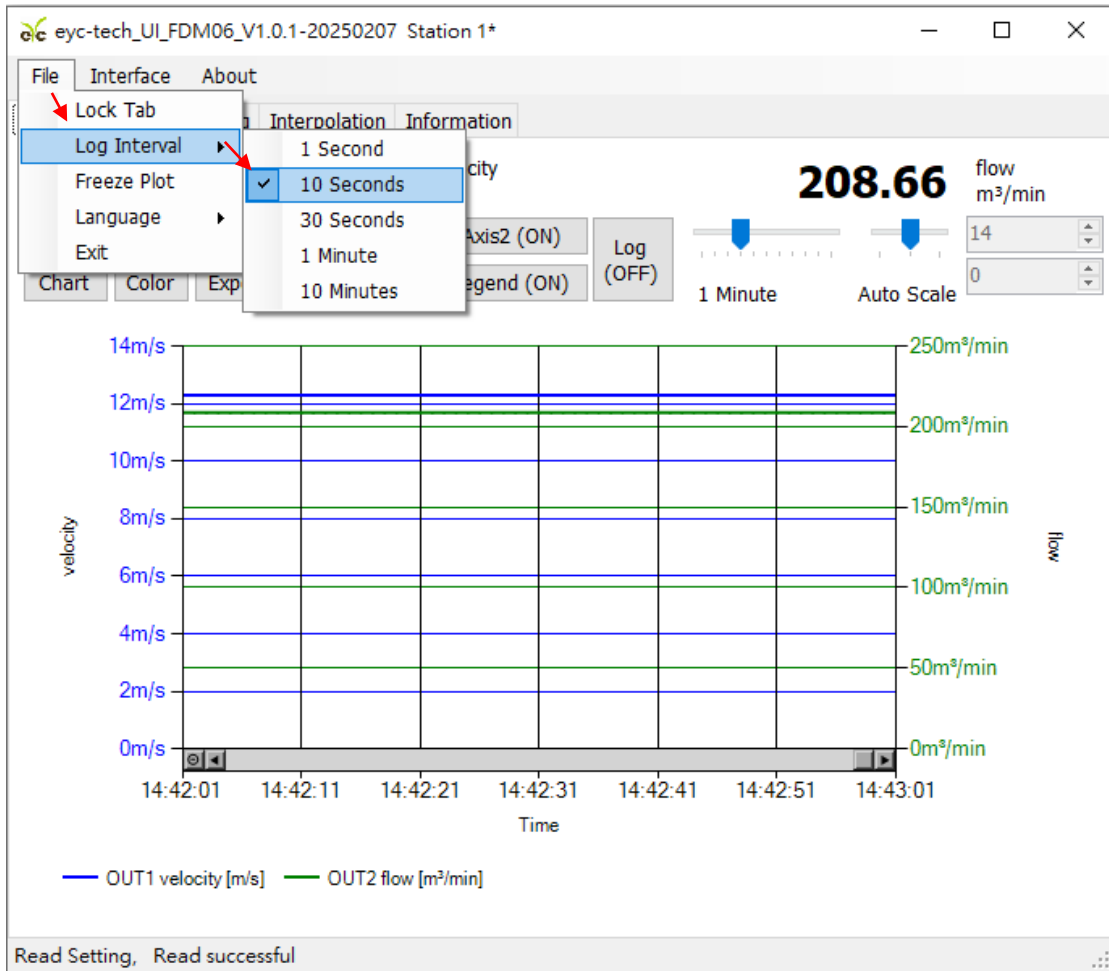 eyc-tech_UI_FDM06_V1.0.1-20250207 Station 1*
File Interface About
Lock Tab
Log Interval
Freeze Plot
Language
Exit
1 Second
10 Seconds
30 Seconds
1 Minute
10 Minutes
Interpolation Information
208.66
flow
m³/min
(ON)
Log
(OFF)
14
0
Chart Color
(ON)
1 Minute
Auto Scale
14m/s
12m/s
10m/s
8m/s
6m/s
4m/s
2m/s
0m/s
velocity
250m³/min
200m³/min
150m³/min
100m³/min
50m³/min
0m³/min
flow
14:42:01 14:42:11 14:42:21 14:42:31 14:42:41 14:42:51 14:43:01
Time
OUT1 velocity [m/s] OUT2 flow [m³/min]
Read Setting, Read successful